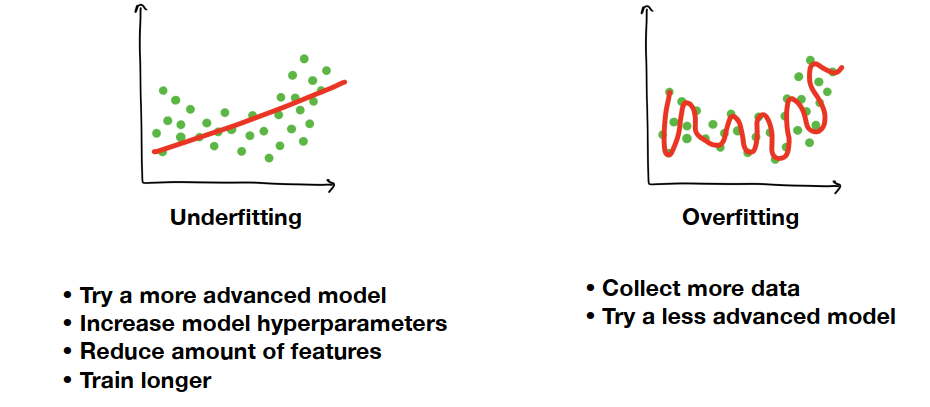 Underfitting
• Try a more advanced model
• Increase model hyperparameters
• Reduce amount of features
• Train longer
Overfitting
• Collect more data
• Try a less advanced model